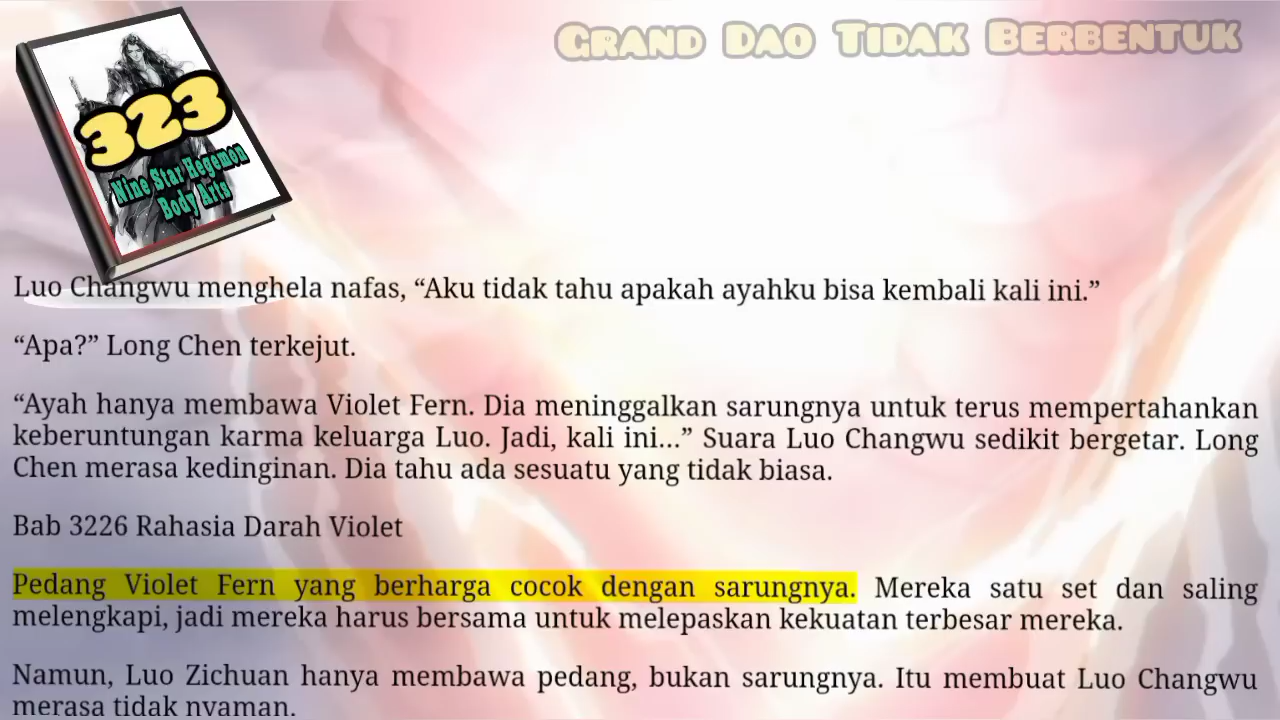 GRAND DAO TIDAK BERBENTUK
323
Nine Star Hegemon
Body Arts
Luo Changwu menghela nafas, “Aku tidak tahu apakah ayahku bisa kembali kali ini.”
“Apa?” Long Chen terkejut.
“Ayah hanya membawa Violet Fern. Dia meninggalkan sarungnya untuk terus mempertahankan
keberuntungan karma keluarga Luo. Jadi, kali ini...” Suara Luo Changwu sedikit bergetar. Long
Chen merasa kedinginan. Dia tahu ada sesuatu yang tidak biasa.
Bab 3226 Rahasia Darah Violet
Pedang Violet Fern yang berharga cocok dengan sarungnya. Mereka satu set dan saling
melengkapi, jadi mereka harus bersama untuk melepaskan kekuatan terbesar mereka.
Namun, Luo Zichuan hanya membawa pedang, bukan sarungnya. Itu membuat Luo Changwu
merasa tidak nyaman.